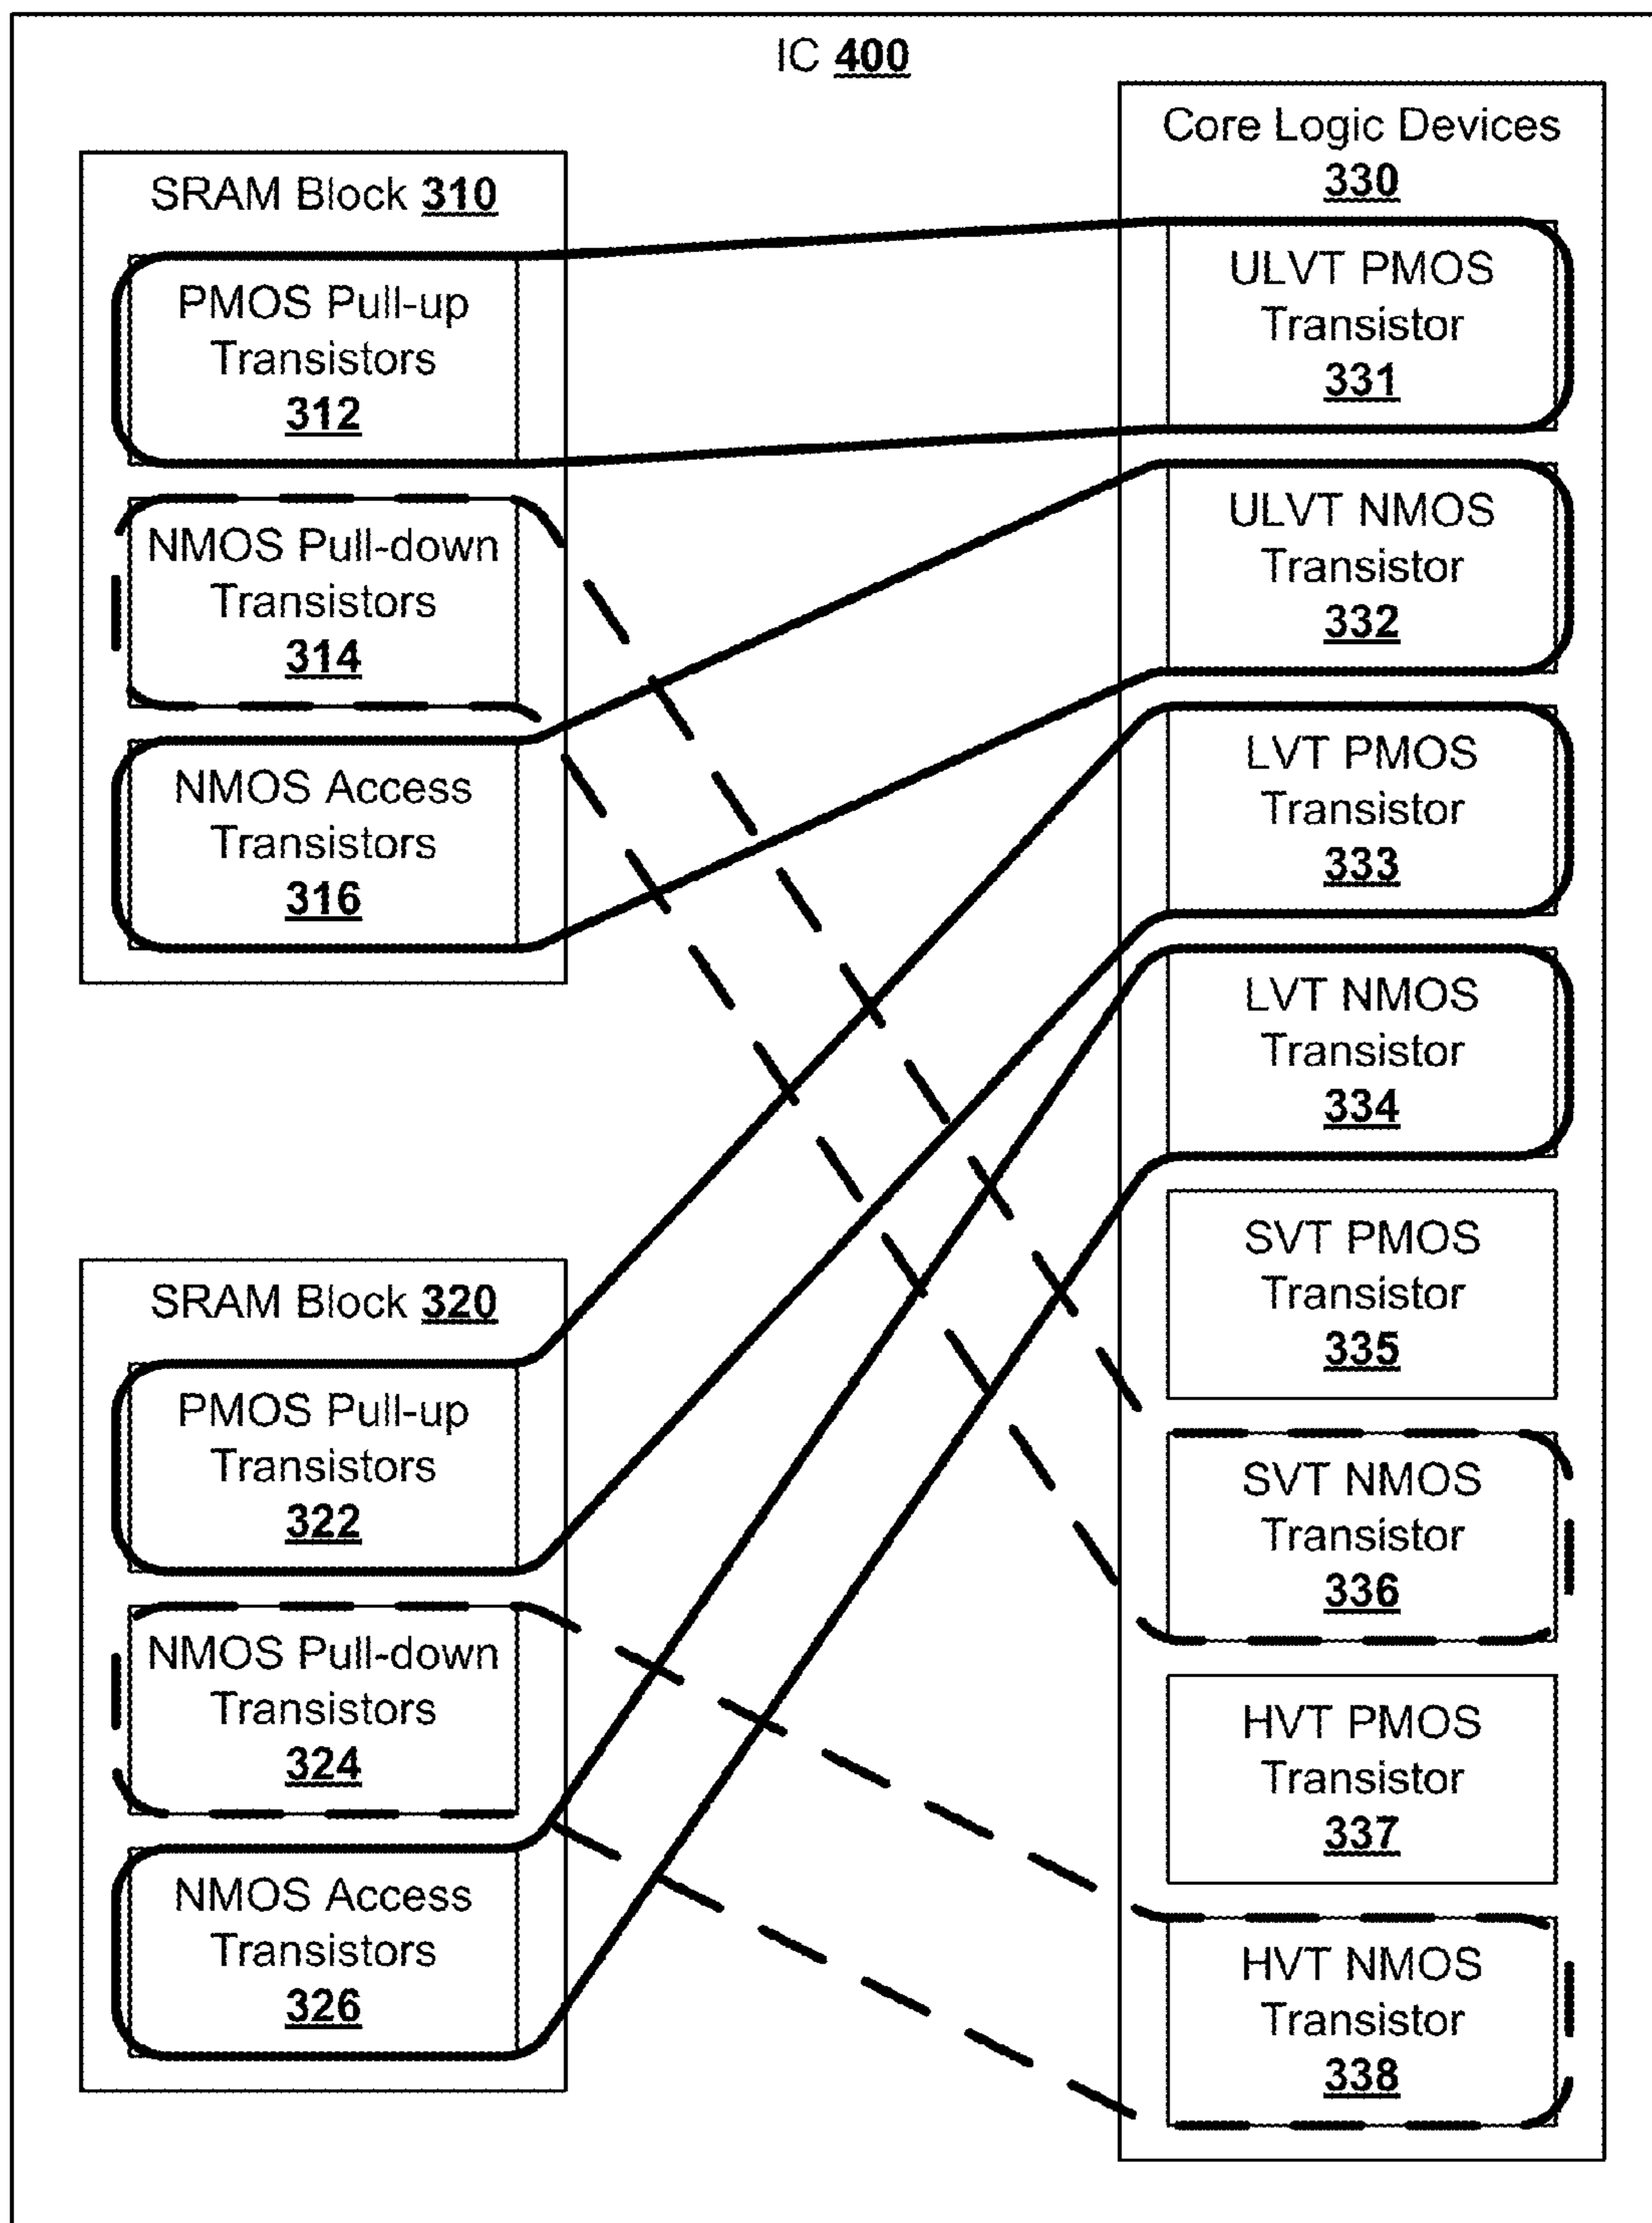 IC 400
SRAM Block 310
PMOS Pull-up
Transistors
312
NMOS Pull-down
Transistors
314
NMOS Access
Transistors
316
SRAM Block 320
PMOS Pull-up
Transistors
322
NMOS Pull-down
Transistors
324
NMOS Access
Transistors
326
Core Logic Devices
330
ULVT PMOS
Transistor
331
ULVT NMOS
Transistor
332
LVT PMOS
Transistor
333
LVT NMOS
Transistor
334
SVT PMOS
Transistor
335
SVT NMOS
Transistor
336
HVT PMOS
Transistor
337
HVT NMOS
Transistor
338